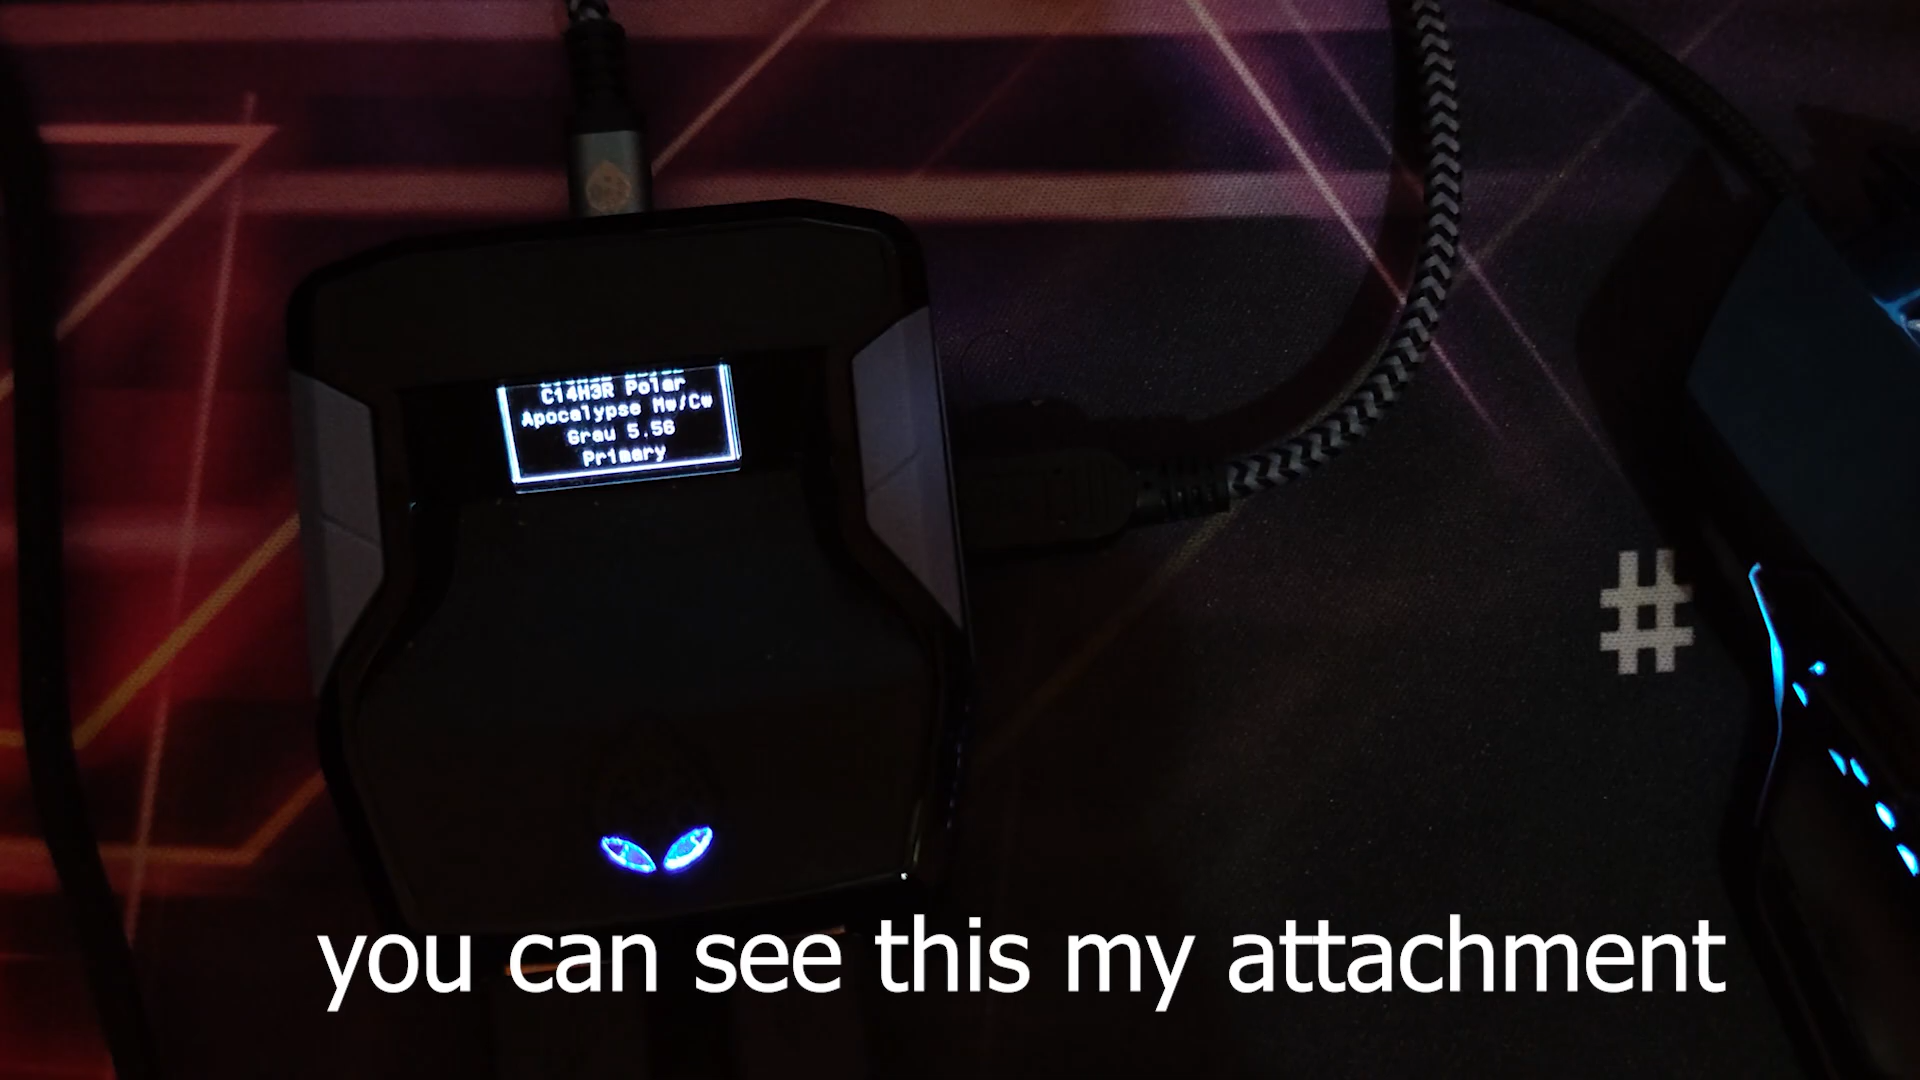 C14H3R Polar
Apocalypse Mw/Cw
Grau 5.56
Primary
#
you can see this my attachment